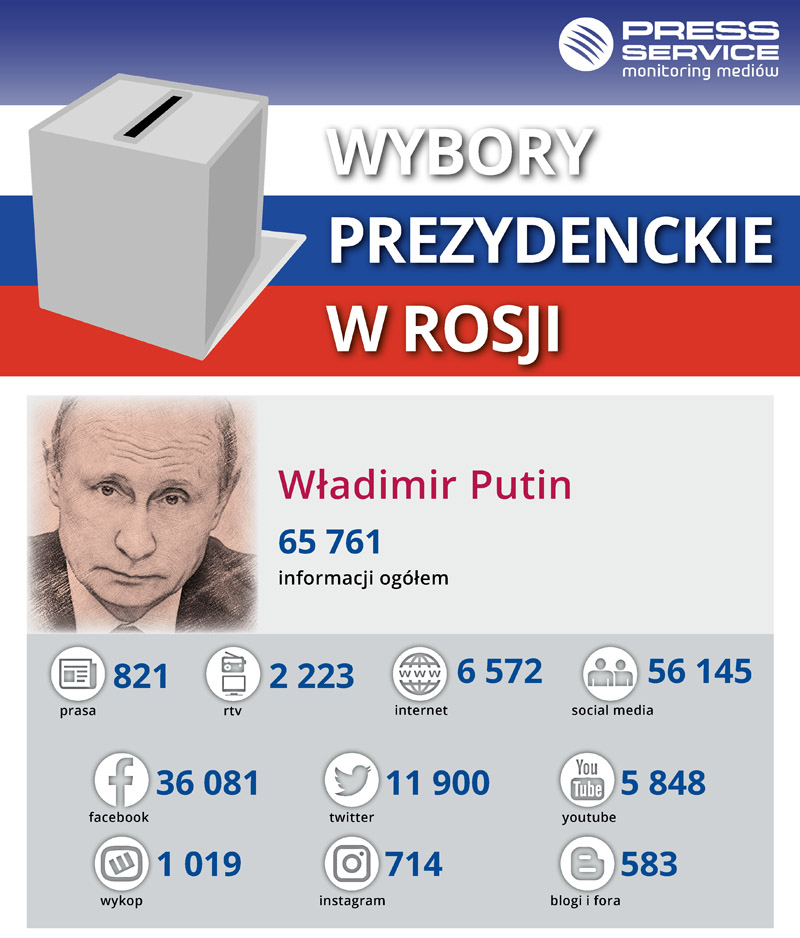 PRESS
SERVICE
monitoring mediów
WYBORY
PREZYDENCKIE
W ROSJI
Władimir Putin
65 761
informacji ogółem
821
prasa
2 223
rtv
www
6 572
internet
56 145
social media
36 081
facebook
11 900
twitter
You
Tube
5 848
youtube
1 019
wykop
714
instagram
583
blogi i fora